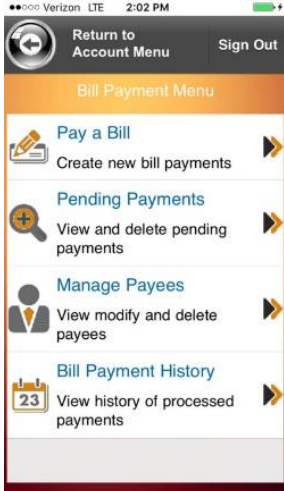 Verizon LTE 2:02 PM
Return to
Account Menu
Sign Out
Bill Payment Menu
Pay a Bill
Create new bill payments
Pending Payments
View and delete pending
payments
Manage Payees
View modify and delete
payees
Bill Payment History
23
View history of processed
payments